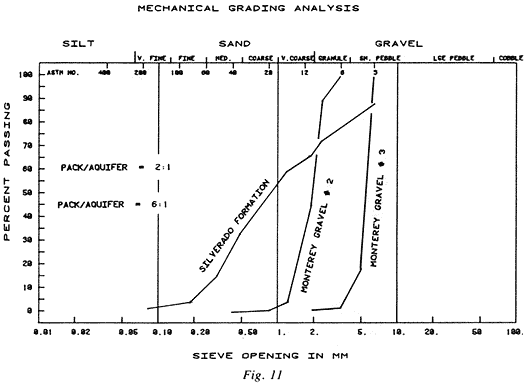 MECHANICAL GRADING ANALYSIS
SILT SAND GRAVEL
V. FINE FINE MED. COARSE V.COARSE GRANULE SM. PEBBLE LGE PEBBLE COBBLE
ASTM NO. 400 200 100 60 40 20 12 6 3
100
90
80
70
60
50
40
30
20
10
0
PERCENT PASSING
PACK/AQUIFER = 2:1
PACK/AQUIFER = 6:1
SILVERADO FORMATION
MONTEREY GRAVEL # 2
MONTEREY GRAVEL # 3
0.01 0.02 0.05 0.10 0.20 0.50 1. 2. 5. 10. 20. 50. 100.
SIEVE OPENING IN MM
Fig. 11